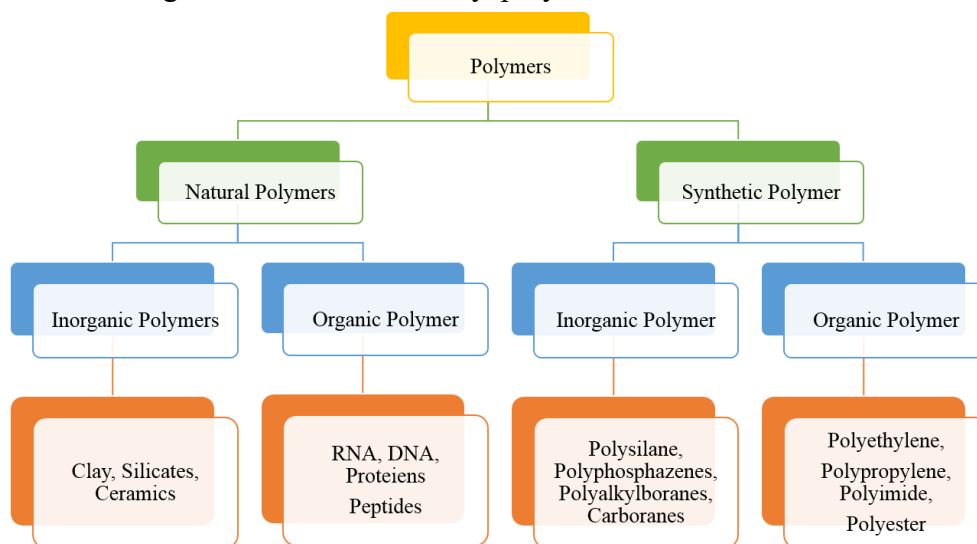 Polymers
Natural Polymers
Synthetic Polymer
Inorganic Polymers
Organic Polymer
Inorganic Polymer
Organic Polymer
Clay, Silicates,
Ceramics
RNA, DNA,
Proteiens
Peptides
Polysilane,
Polyphosphazenes,
Polyalkylboranes,
Carboranes
Polyethylene,
Polypropylene,
Polyimide,
Polyester